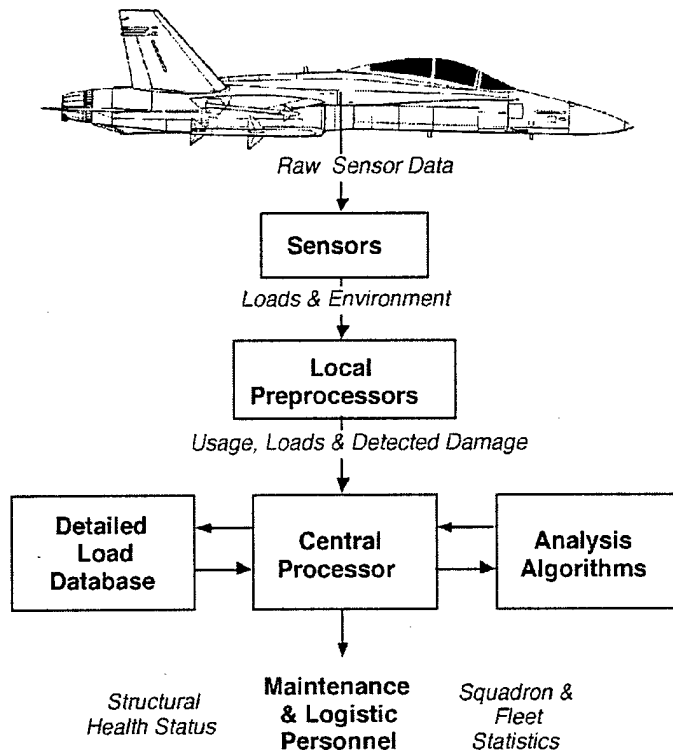 Raw Sensor Data
Sensors
Loads & Environment
Local
Preprocessors
Usage, Loads & Detected Damage
Detailed
Load
Database
Central
Processor
Analysis
Algorithms
Structural
Health Status
Maintenance
& Logistic
Personnel
Squadron &
Fleet
Statistics